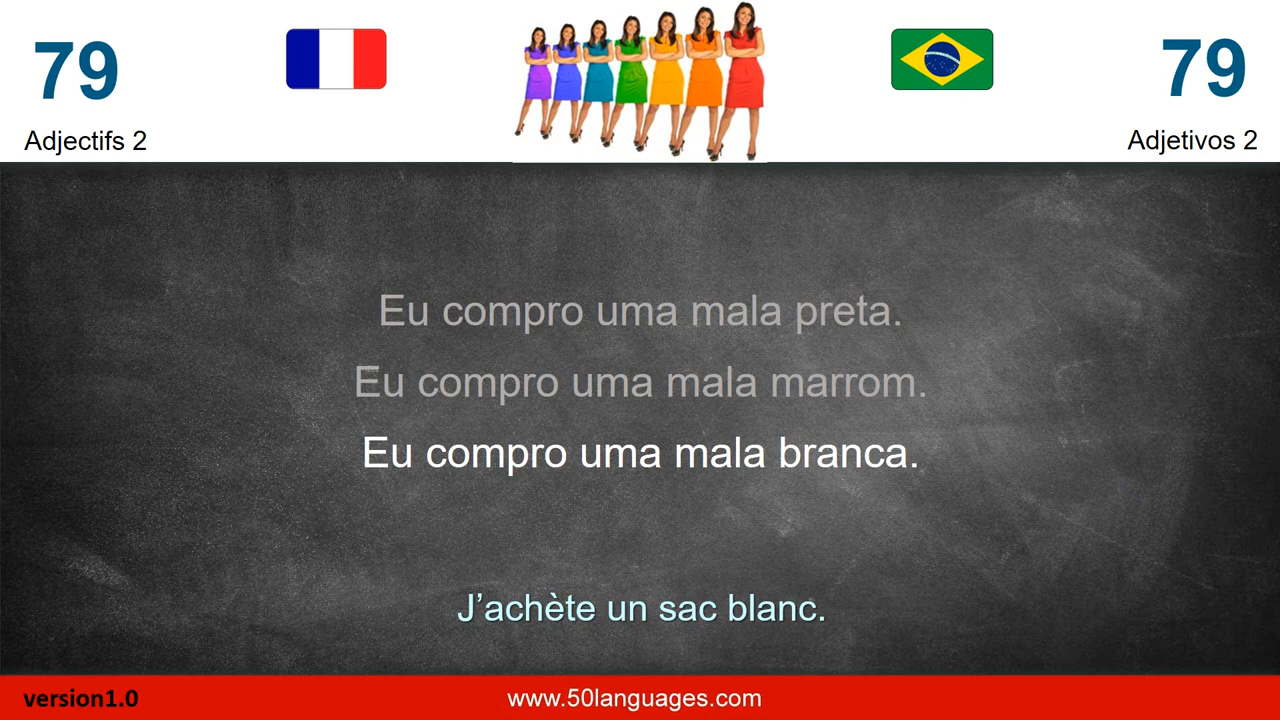 79
79
Adjectifs 2
Adjetivos 2
Eu compro uma mala preta.
Eu compro uma mala marrom.
Eu compro uma mala branca.
J’achète un sac blanc.
version1.0
www.50languages.com